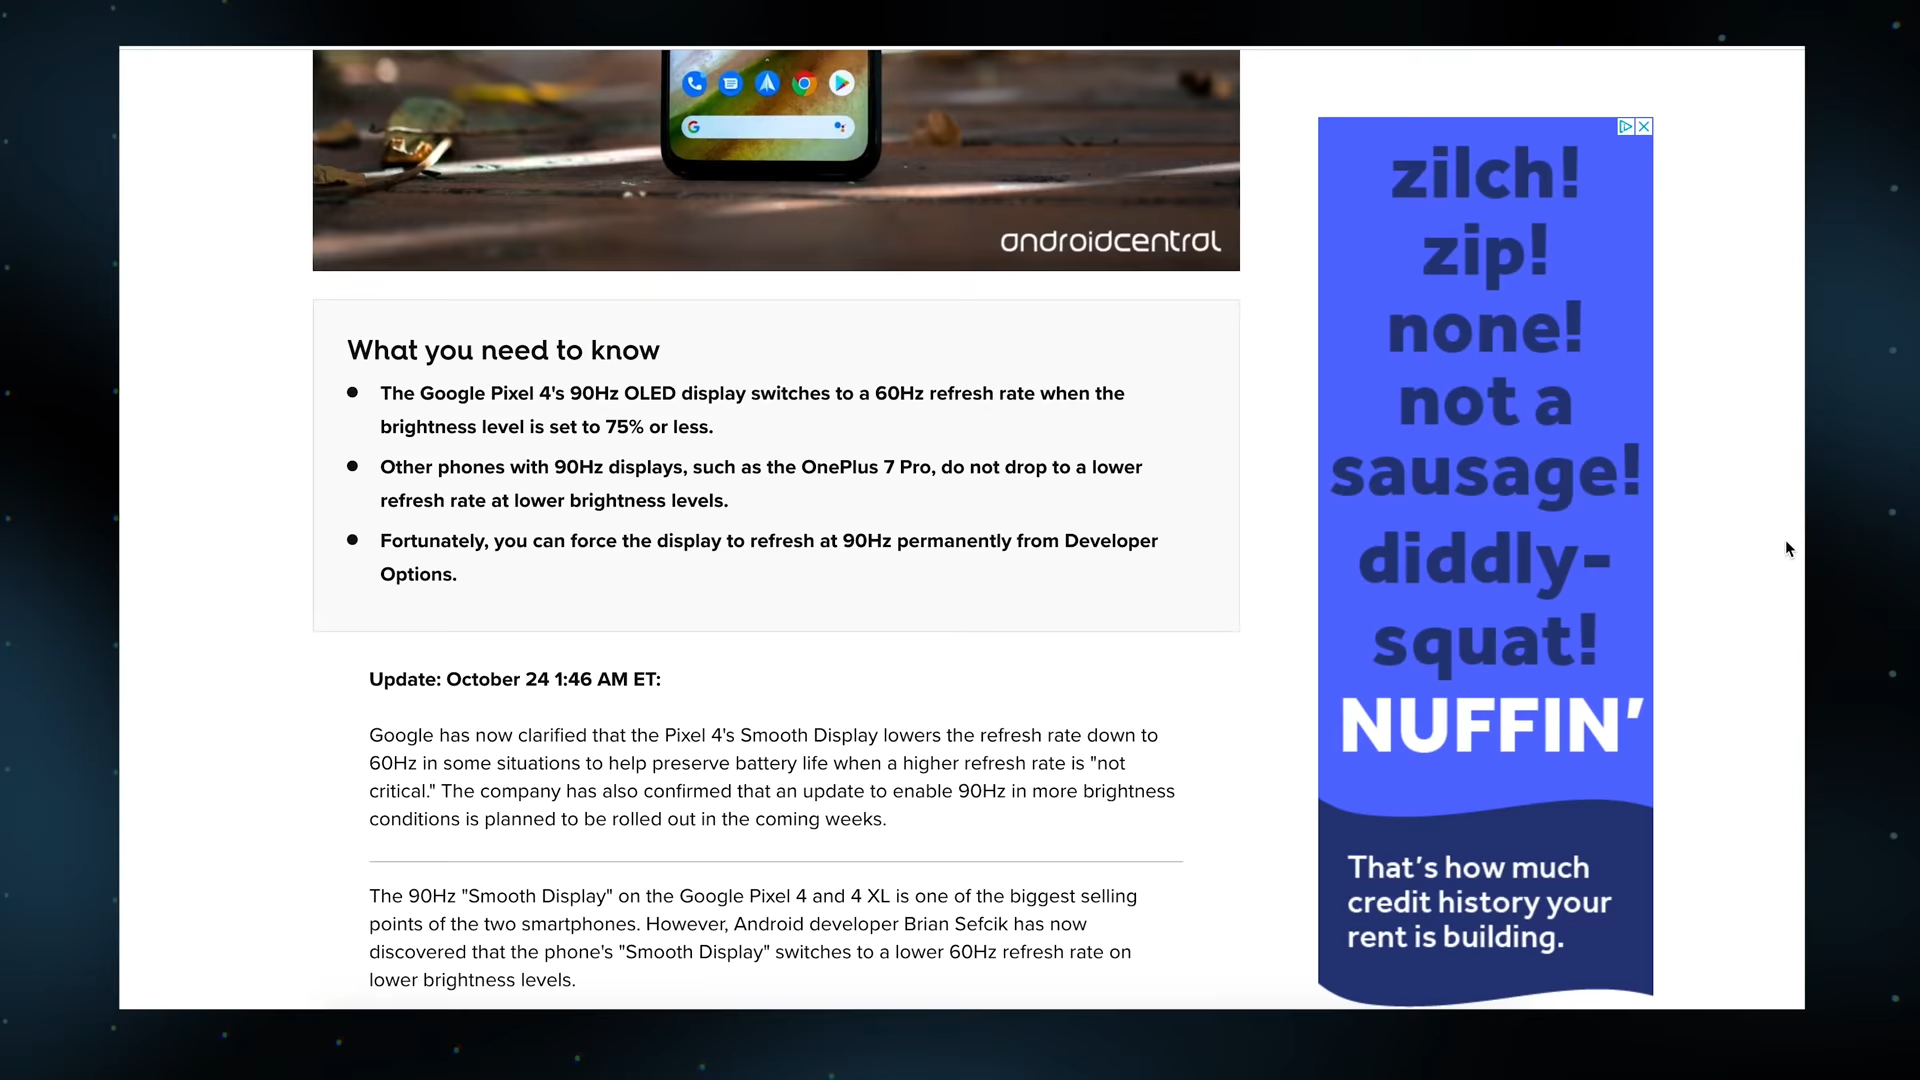 androidcentral
What you need to know
The Google Pixel 4's 90Hz OLED display switches to a 60Hz refresh rate when the
brightness level is set to 75% or less.
Other phones with 90Hz displays, such as the OnePlus 7 Pro, do not drop to a lower
refresh rate at lower brightness levels.
Fortunately, you can force the display to refresh at 90Hz permanently from Developer
Options.
Update: October 24 1:46 AM ET:
Google has now clarified that the Pixel 4's Smooth Display lowers the refresh rate down to
60Hz in some situations to help preserve battery life when a higher refresh rate is "not
critical." The company has also confirmed that an update to enable 90Hz in more brightness
conditions is planned to be rolled out in the coming weeks.
The 90Hz "Smooth Display" on the Google Pixel 4 and 4 XL is one of the biggest selling
points of the two smartphones. However, Android developer Brian Sefcik has now
discovered that the phone's "Smooth Display" switches to a lower 60Hz refresh rate on
lower brightness levels.
zilch!
zip!
none!
not a
sausage!
diddly-
squat!
NUFFIN'
That's how much
credit history your
rent is building.